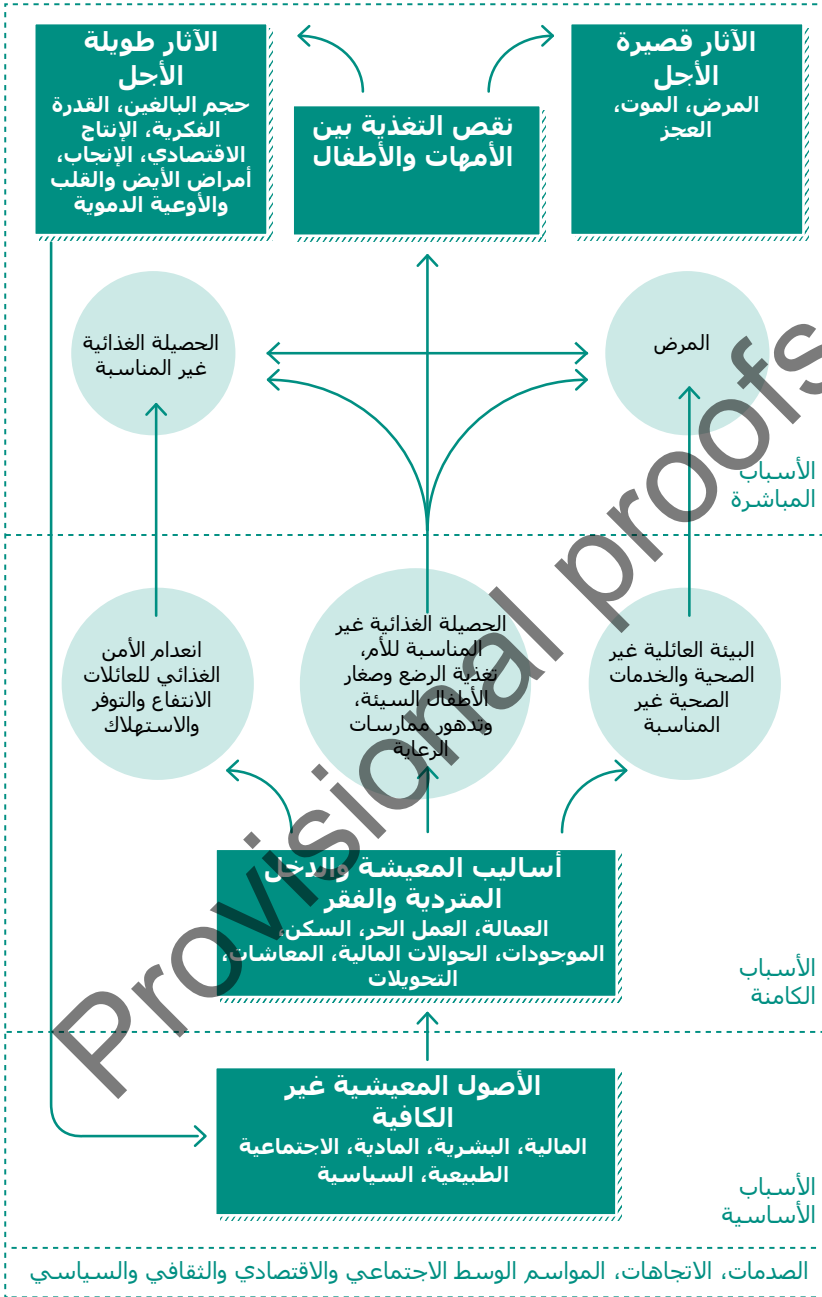 الآثار قصيرة
الأجل
المرض، الموت،
العجز
نقص التغذية بين
الأمهات والأطفال
الآثار طويلة
الأجل
حجم البالغين، القدرة
الفكرية، الإنتاج
الاقتصادي، الإنجاب،
أمراض الأيض والقلب
والأوعية الدموية
المرض
الحصيلة الغذائية
غير المناسبة
الأسباب
المباشرة
البيئة العائلية غير
الصحية والخدمات
الصحية غير
المناسبة
الحصيلة الغذائية غير
المناسبة للأم،
تغذية الرضع وصغار
الأطفال السيئة،
وتدهور ممارسات
الرعاية
انعدام الأمن
الغذائي للعائلات
الانتفاع والتوفر
والاستهلاك
أساليب المعيشة والدخل
المتردية والفقر
العمالة، العمل الحر، السكن،
الموجودات، الحوالات المالية، المعاشات،
التحويلات
الأسباب
الكامنة
الأصول المعيشية غير
الكافية
المالية، البشرية، المادية، الاجتماعية
الطبيعية، السياسية
الأسباب
الأساسية
الصدمات، الاتجاهات، المواسم الوسط الاجتماعي والاقتصادي والثقافي والسياسي
Provisional proofs